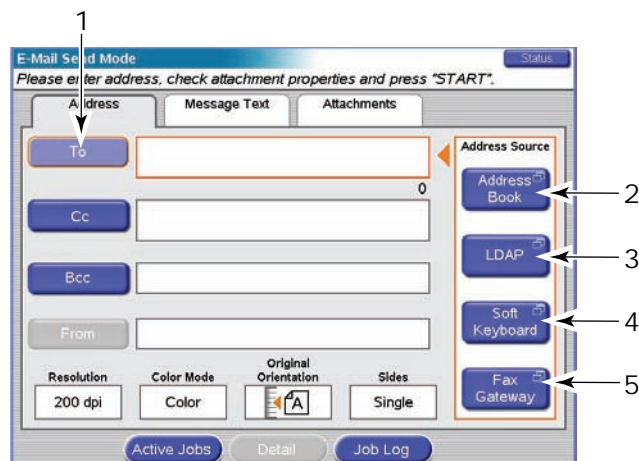 1
E-Mail Send Mode
Status
Please enter address, check attachment properties and press "START".
Address
Message Text
Attachments
To
Address Source
0
Address
Book
2
Cc
LDAP
3
Bcc
Soft
Keyboard
4
From
Fax
Gateway
5
Resolution
Color Mode
Original
Orientation
Sides
200 dpi
Color
A
Single
Active Jobs
Detail
Job Log